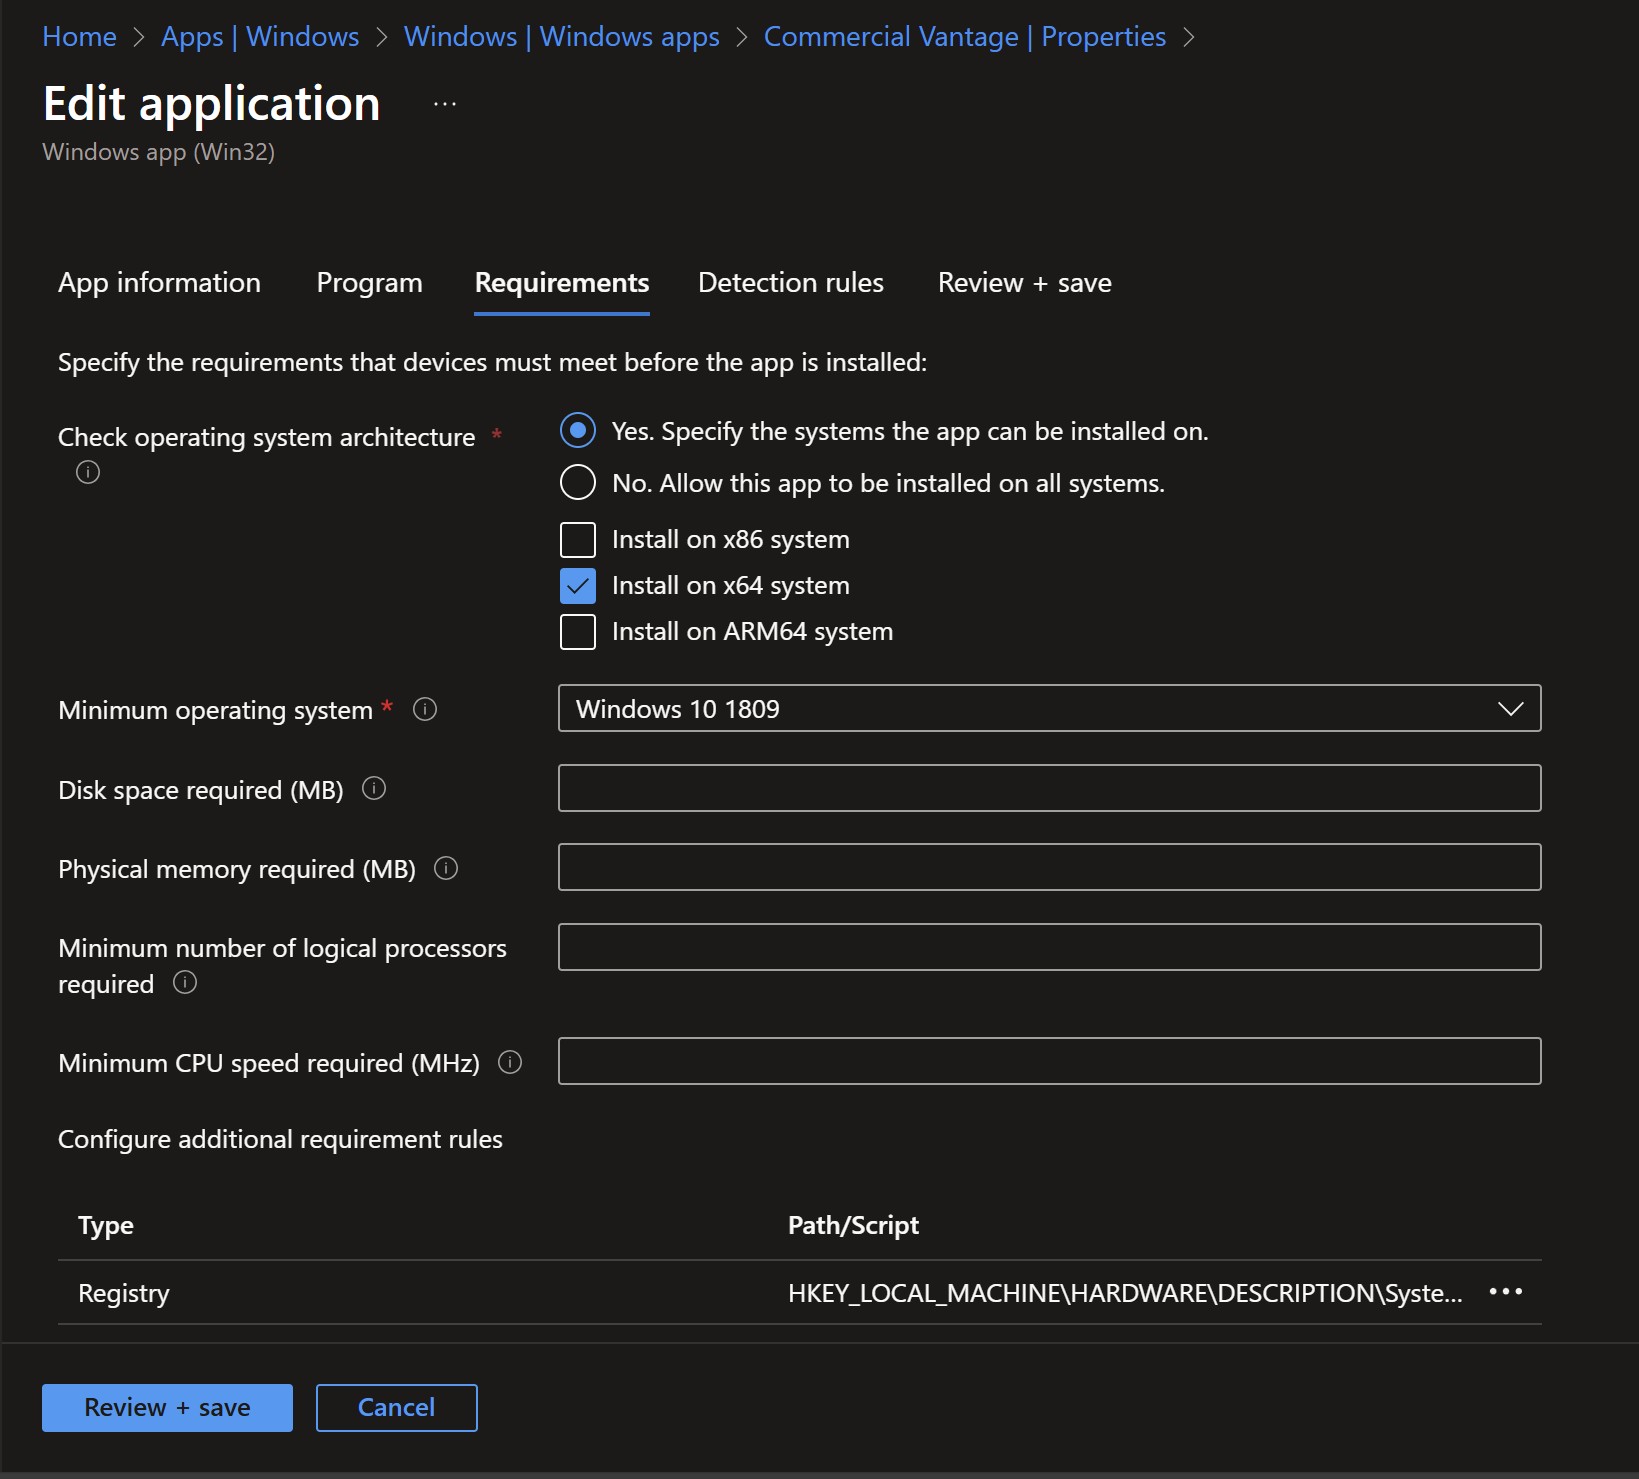 Home > Apps | Windows > Windows | Windows apps > Commercial Vantage | Properties >
Edit application ...
Windows app (Win32)
App information Program Requirements Detection rules Review + save
Specify the requirements that devices must meet before the app is installed:
Check operating system architecture *
Yes. Specify the systems the app can be installed on.
No. Allow this app to be installed on all systems.
Install on x86 system
Install on x64 system
Install on ARM64 system
Minimum operating system * Windows 10 1809
Disk space required (MB)
Physical memory required (MB)
Minimum number of logical processors
required
Minimum CPU speed required (MHz)
Configure additional requirement rules
Type Path/Script
Registry HKEY_LOCAL_MACHINE\HARDWARE\DESCRIPTION\Syste... ...
Review + save Cancel